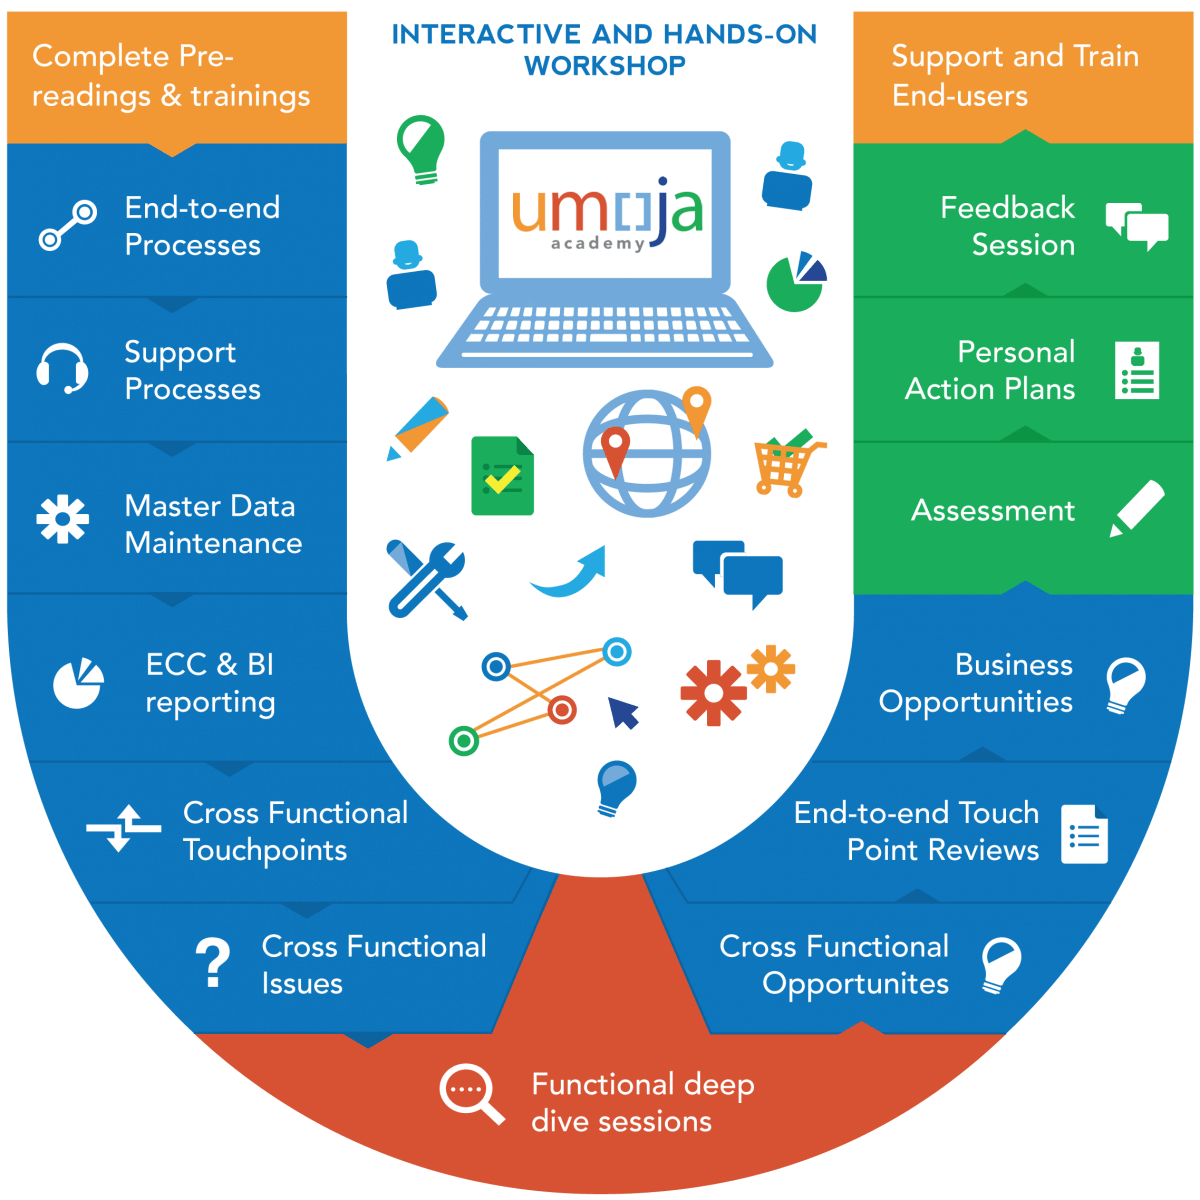 INTERACTIVE AND HANDS-ON
WORKSHOP
umoja
academy
Complete Pre-
readings & trainings
End-to-end
Processes
Support
Processes
Master Data
Maintenance
ECC & BI
reporting
Cross Functional
Touchpoints
Cross Functional
Issues
Functional deep
dive sessions
Cross Functional
Opportunites
End-to-end Touch
Point Reviews
Business
Opportunities
Assessment
Personal
Action Plans
Feedback
Session
Support and Train
End-users